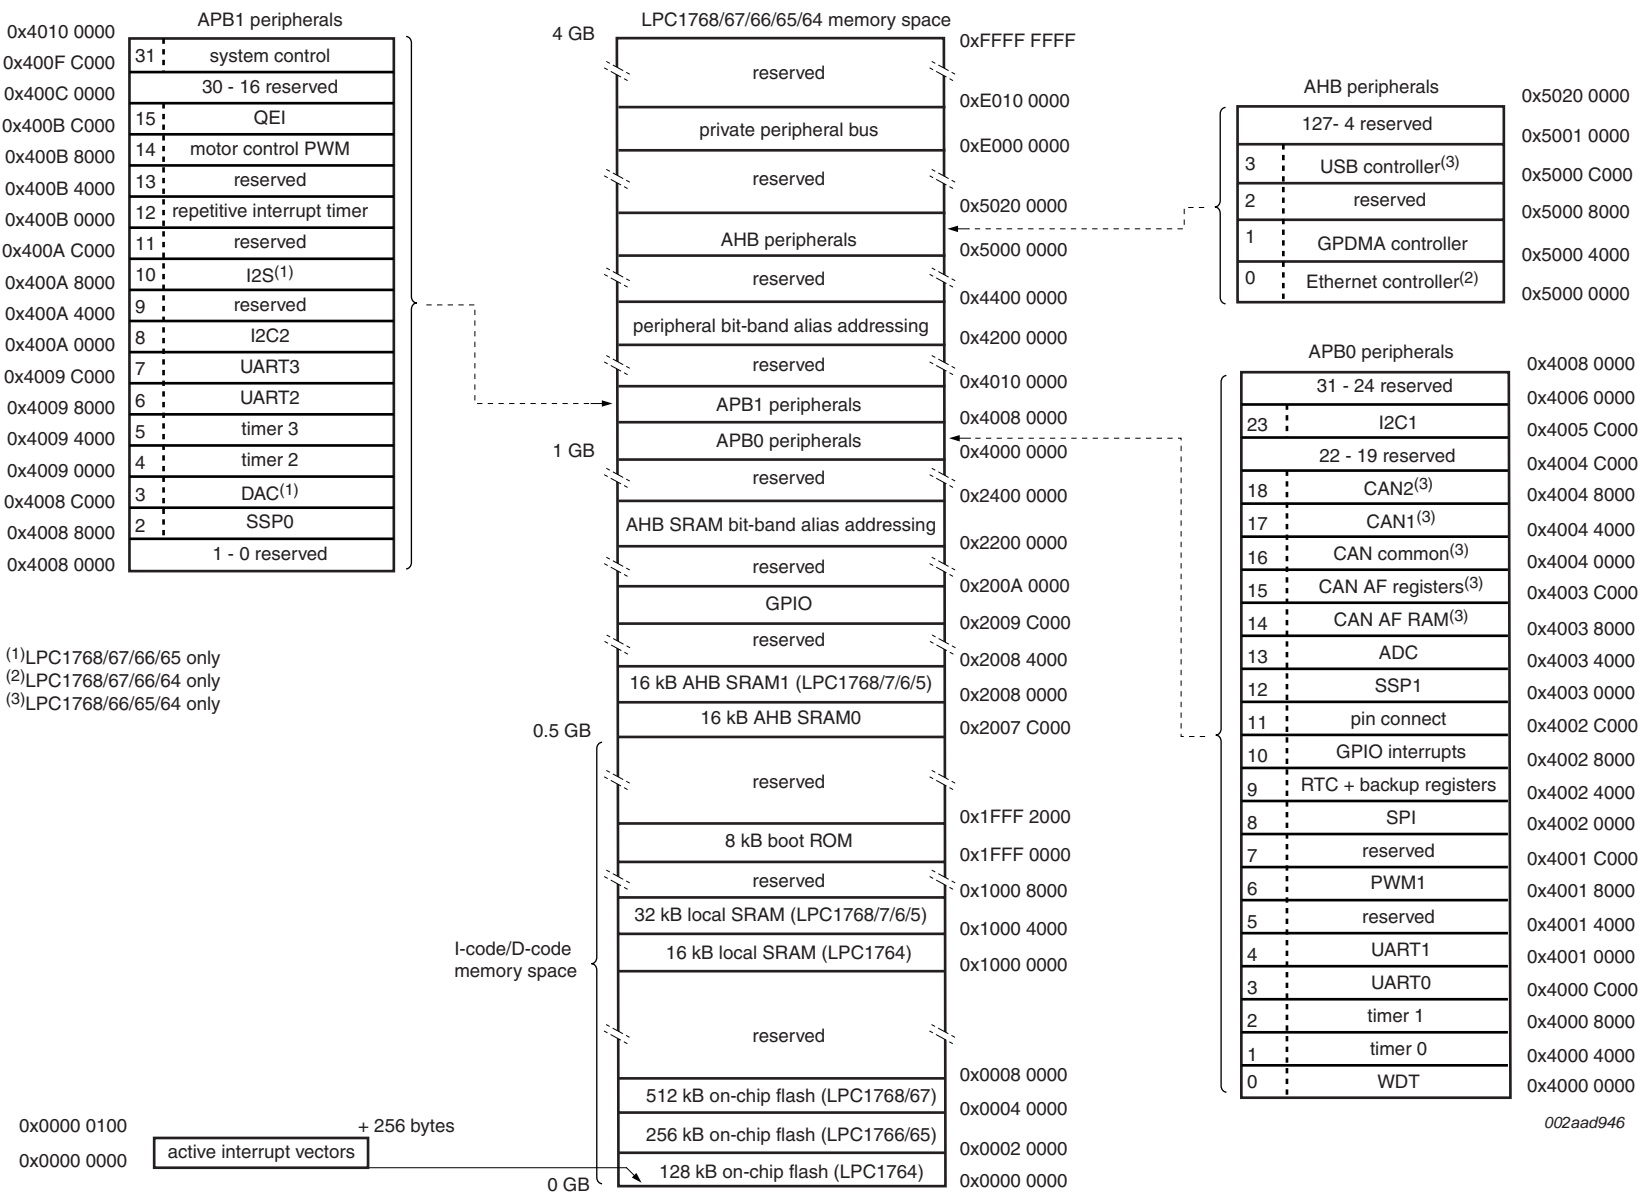 APB1 peripherals
0x4010 0000
31 system control
0x400F C000
30 - 16 reserved
0x400C 0000
15 QEI
0x400B C000
14 motor control PWM
0x400B 8000
13 reserved
0x400B 4000
12 repetitive interrupt timer
0x400B 0000
11 reserved
0x400A C000
10 I2S(1)
0x400A 8000
9 reserved
0x400A 4000
8 I2C2
0x400A 0000
7 UART3
0x4009 C000
6 UART2
0x4009 8000
5 timer 3
0x4009 4000
4 timer 2
0x4009 0000
3 DAC(1)
0x4008 C000
2 SSP0
0x4008 8000
1 - 0 reserved
0x4008 0000
(1)LPC1768/67/66/65 only
(2)LPC1768/67/66/64 only
(3)LPC1768/66/65/64 only
0x0000 0100
+ 256 bytes
active interrupt vectors
0x0000 0000
LPC1768/67/66/65/64 memory space
4 GB
0xFFFF FFFF
reserved
0xE010 0000
private peripheral bus
0xE000 0000
reserved
0x5020 0000
AHB peripherals
0x5000 0000
reserved
0x4400 0000
peripheral bit-band alias addressing
0x4200 0000
reserved
0x4010 0000
APB1 peripherals
0x4008 0000
APB0 peripherals
1 GB
0x4000 0000
reserved
0x2400 0000
AHB SRAM bit-band alias addressing
0x2200 0000
reserved
0x200A 0000
GPIO
0x2009 C000
reserved
0x2008 4000
16 kB AHB SRAM1 (LPC1768/7/6/5)
0x2008 0000
16 kB AHB SRAM0
0x2007 C000
0.5 GB
reserved
0x1FFF 2000
8 kB boot ROM
0x1FFF 0000
reserved
0x1000 8000
32 kB local SRAM (LPC1768/7/6/5)
0x1000 4000
I-code/D-code
memory space
16 kB local SRAM (LPC1764)
0x1000 0000
reserved
0x0008 0000
512 kB on-chip flash (LPC1768/67)
0x0004 0000
256 kB on-chip flash (LPC1766/65)
0x0002 0000
128 kB on-chip flash (LPC1764)
0x0000 0000
0 GB
AHB peripherals
0x5020 0000
127- 4 reserved
0x5001 0000
3 USB controller(3)
0x5000 C000
2 reserved
0x5000 8000
1 GPDMA controller
0x5000 4000
0 Ethernet controller(2)
0x5000 0000
APB0 peripherals
0x4008 0000
31 - 24 reserved
0x4006 0000
23 I2C1
0x4005 C000
22 - 19 reserved
0x4004 C000
18 CAN2(3)
0x4004 8000
17 CAN1(3)
0x4004 4000
16 CAN common(3)
0x4004 0000
15 CAN AF registers(3)
0x4003 C000
14 CAN AF RAM(3)
0x4003 8000
13 ADC
0x4003 4000
12 SSP1
0x4003 0000
11 pin connect
0x4002 C000
10 GPIO interrupts
0x4002 8000
9 RTC + backup registers
0x4002 4000
8 SPI
0x4002 0000
7 reserved
0x4001 C000
6 PWM1
0x4001 8000
5 reserved
0x4001 4000
4 UART1
0x4001 0000
3 UART0
0x4000 C000
2 timer 1
0x4000 8000
1 timer 0
0x4000 4000
0 WDT
0x4000 0000
002aad946